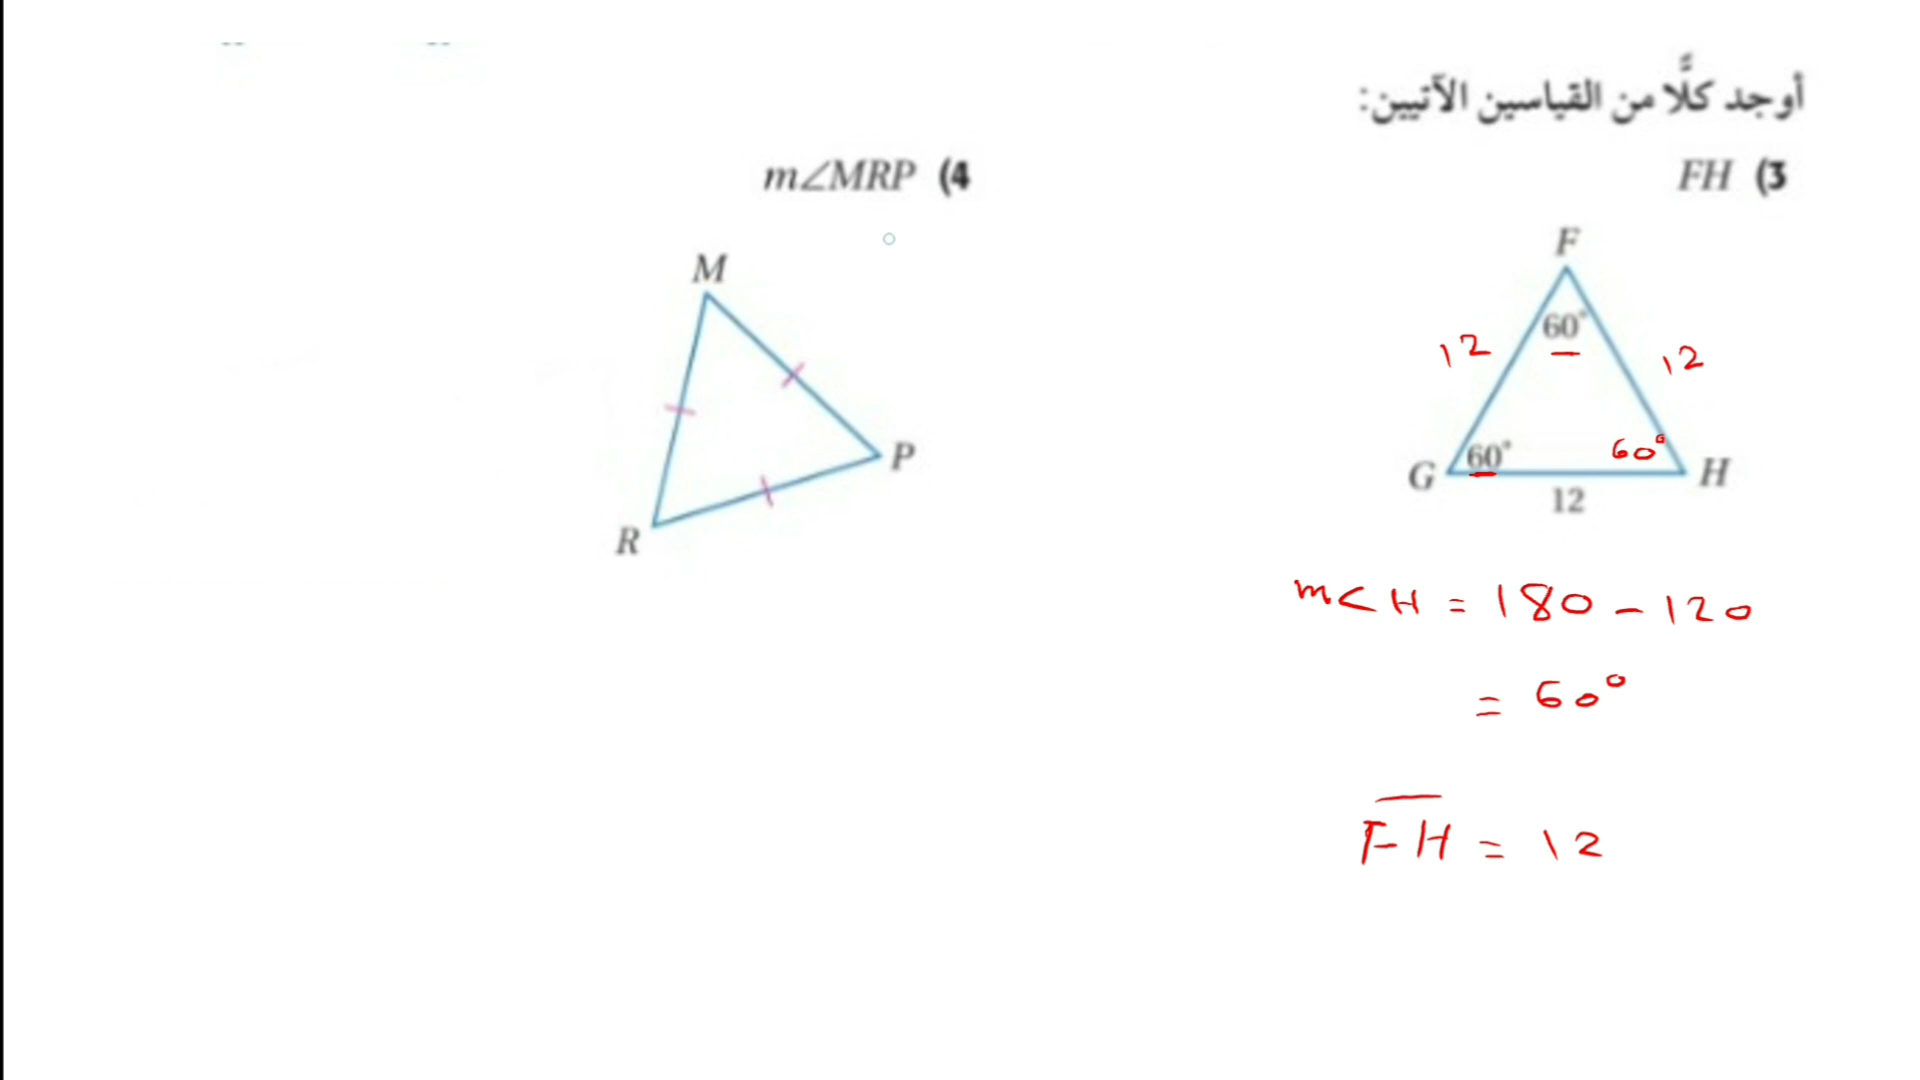 أوجد كلًّا من القياسين الآتيين:
3) FH
F
60°
12
12
G
60°
60°
H
12
m<H = 180 - 120
= 60°
FH = 12
4) m∠MRP
M
P
R